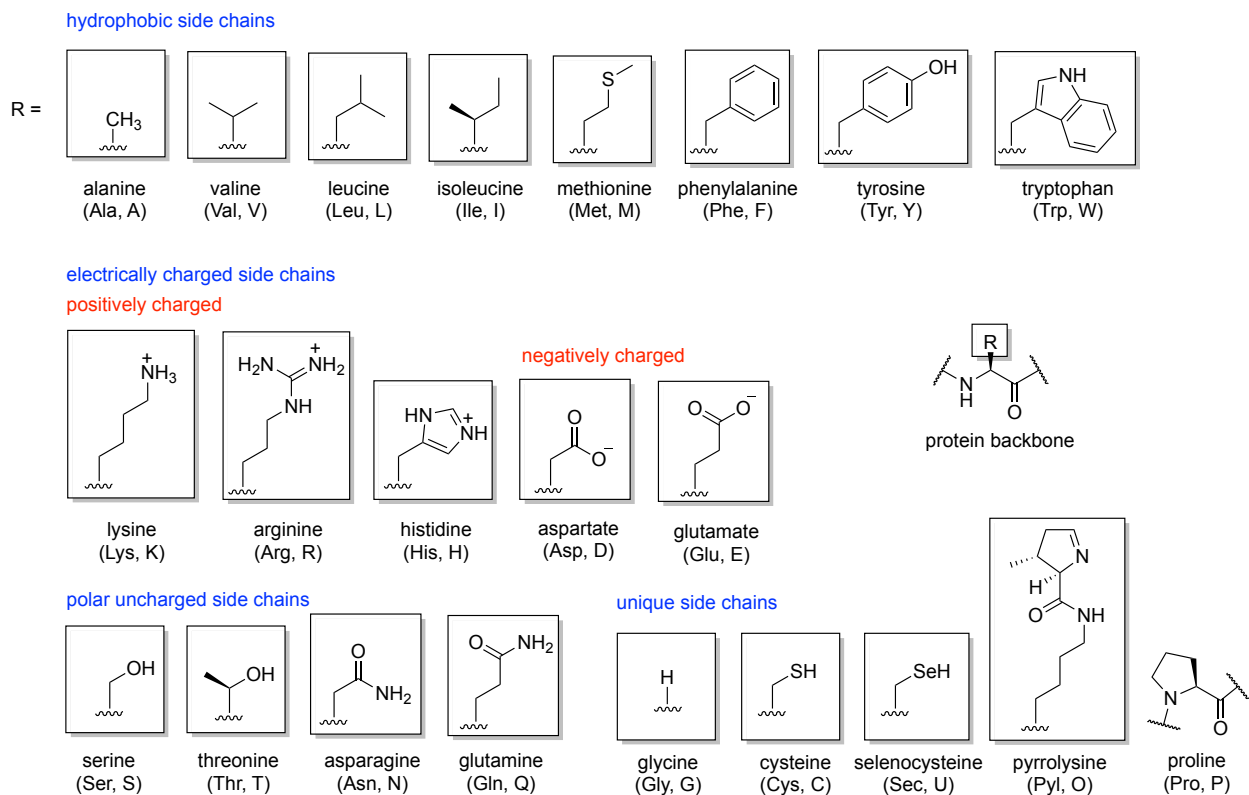 hydrophobic side chains
R =
CH3
S
OH
NH
alanine
(Ala, A)
valine
(Val, V)
leucine
(Leu, L)
isoleucine
(Ile, I)
methionine
(Met, M)
phenylalanine
(Phe, F)
tyrosine
(Tyr, Y)
tryptophan
(Trp, W)
electrically charged side chains
positively charged
negatively charged
+
NH3
H2N
+
NH2
NH
HN
+
NH
O
O−
O
O−
R
N
H
O
protein backbone
lysine
(Lys, K)
arginine
(Arg, R)
histidine
(His, H)
aspartate
(Asp, D)
glutamate
(Glu, E)
polar uncharged side chains
unique side chains
OH
OH
O
NH2
O
NH2
H
SH
SeH
N
H
O
NH
N
O
serine
(Ser, S)
threonine
(Thr, T)
asparagine
(Asn, N)
glutamine
(Gln, Q)
glycine
(Gly, G)
cysteine
(Cys, C)
selenocysteine
(Sec, U)
pyrrolysine
(Pyl, O)
proline
(Pro, P)